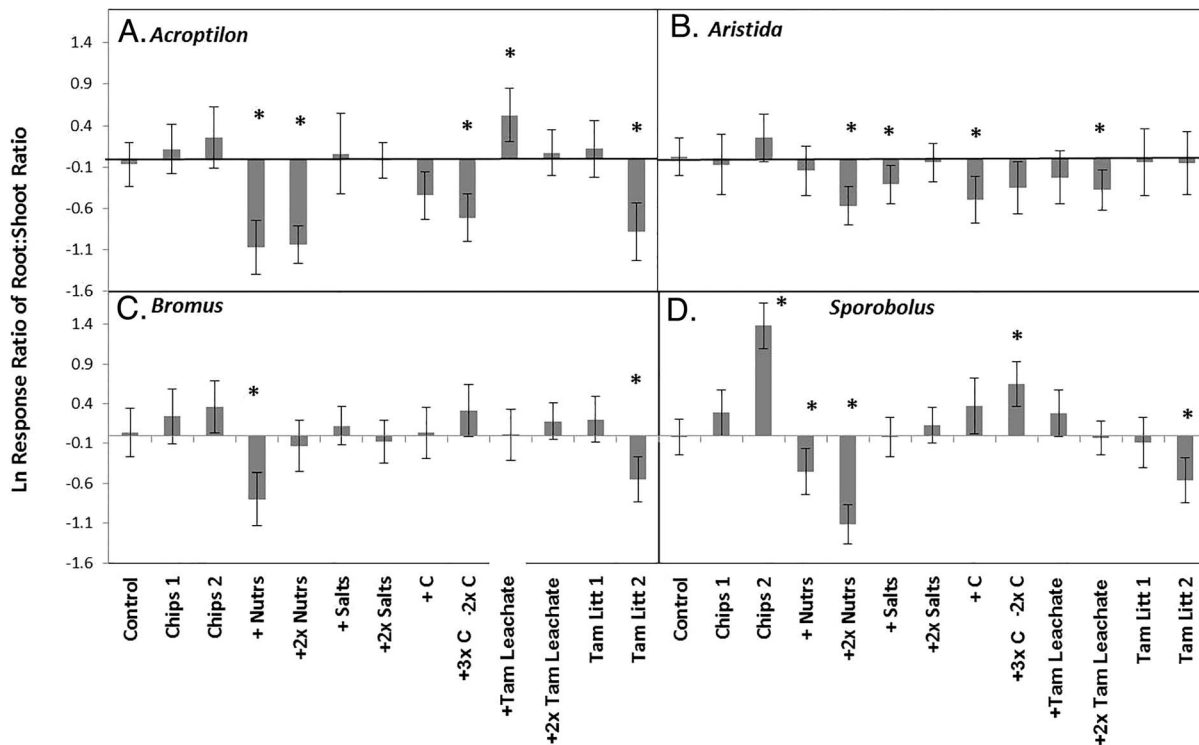 Ln Response Ratio of Root:Shoot Ratio
A. Acroptilon
B. Aristida
1.4
0.9
0.4
-0.1
-0.6
-1.1
-1.6
* * * * *
* * * *
C. Bromus
D. Sporobolus
1.4
0.9
0.4
-0.1
-0.6
-1.1
-1.6
* *
* * * * *
Control
Chips 1
Chips 2
+ Nutrs
+2x Nutrs
+ Salts
+2x Salts
+ C
+3x C -2x C
+Tam Leachate
+2x Tam Leachate
Tam Litt 1
Tam Litt 2
Control
Chips 1
Chips 2
+ Nutrs
+2x Nutrs
+ Salts
+2x Salts
+ C
+3x C -2x C
+Tam Leachate
+2x Tam Leachate
Tam Litt 1
Tam Litt 2